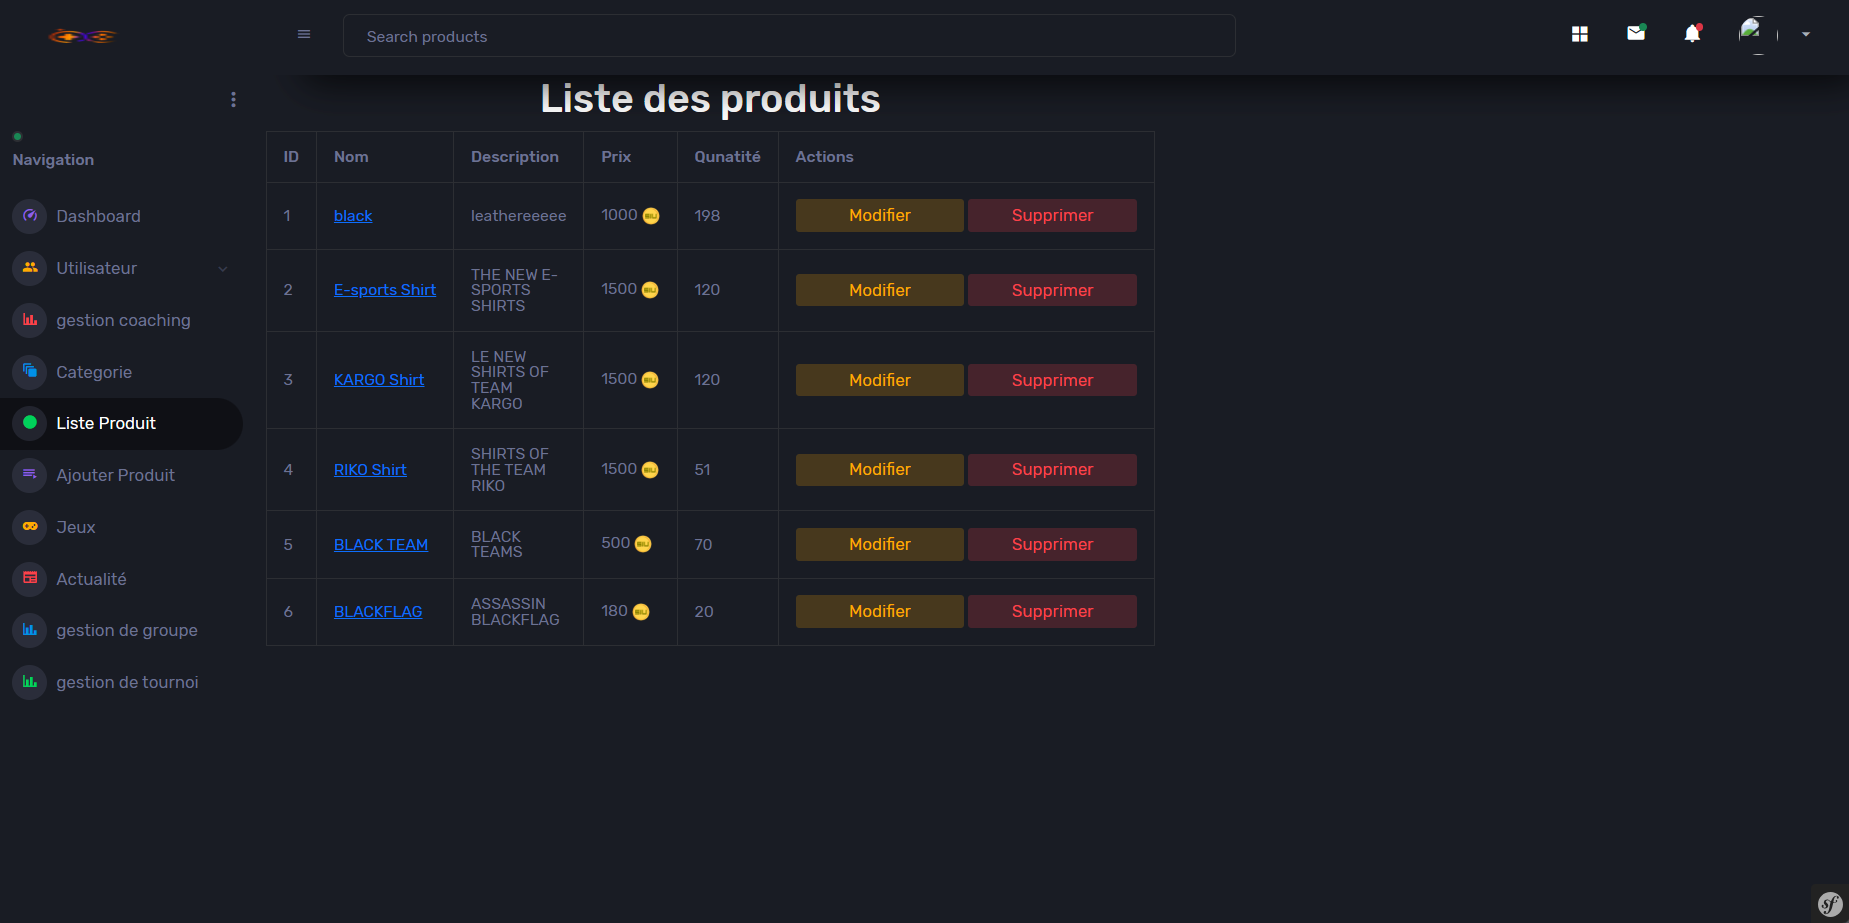 Search products
Navigation
Dashboard
Utilisateur
gestion coaching
Categorie
Liste Produit
Ajouter Produit
Jeux
Actualité
gestion de groupe
gestion de tournoi
Liste des produits
ID Nom Description Prix Qunatité Actions
1 black leathereeeee 1000 198 Modifier Supprimer
2 E-sports Shirt THE NEW E-
SPORTS
SHIRTS 1500 120 Modifier Supprimer
3 KARGO Shirt LE NEW
SHIRTS OF
TEAM
KARGO 1500 120 Modifier Supprimer
4 RIKO Shirt SHIRTS OF
THE TEAM
RIKO 1500 51 Modifier Supprimer
5 BLACK TEAM BLACK
TEAMS 500 70 Modifier Supprimer
6 BLACKFLAG ASSASSIN
BLACKFLAG 180 20 Modifier Supprimer
sf